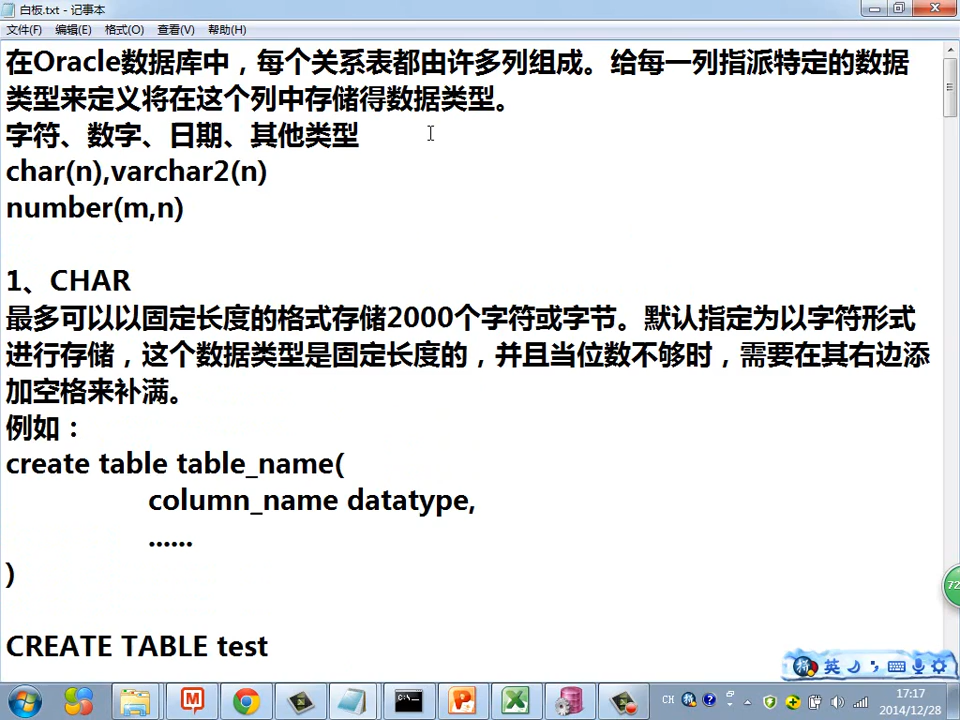 白板.txt - 记事本
文件(F) 编辑(E) 格式(O) 查看(V) 帮助(H)
在Oracle数据库中，每个关系表都由许多列组成。给每一列指派特定的数据
类型来定义将在这个列中存储得数据类型。
字符、数字、日期、其他类型
char(n),varchar2(n)
number(m,n)
1、CHAR
最多可以以固定长度的格式存储2000个字符或字节。默认指定为以字符形式
进行存储，这个数据类型是固定长度的，并且当位数不够时，需要在其右边添
加空格来补满。
例如：
create table table_name(
column_name datatype,
......
)
72
CREATE TABLE test
英
CH
17:17
2014/12/28